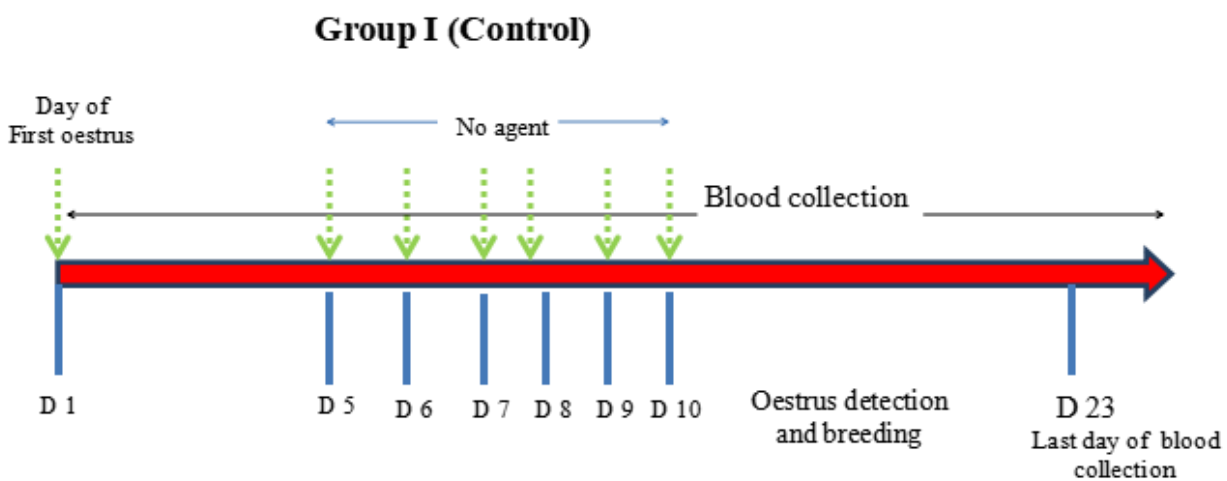 Group I (Control)
Day of
First oestrus
No agent
Blood collection
D 1
D 5
D 6
D 7
D 8
D 9
D 10
Oestrus detection
and breeding
D 23
Last day of blood
collection